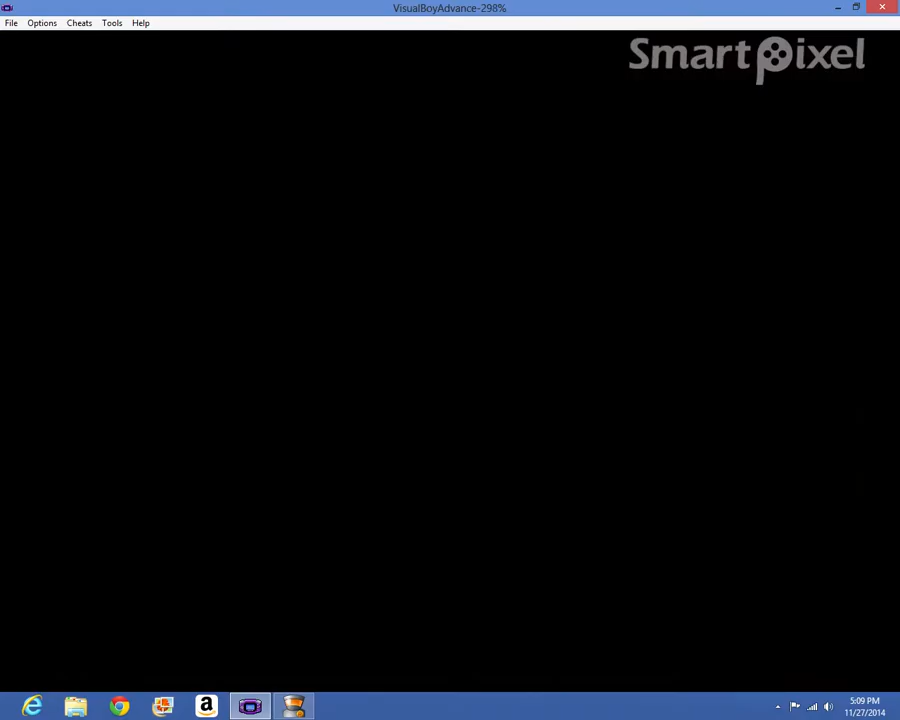 VisualBoyAdvance-298%
File Options Cheats Tools Help
Smartpixel
5:09 PM
11/27/2014